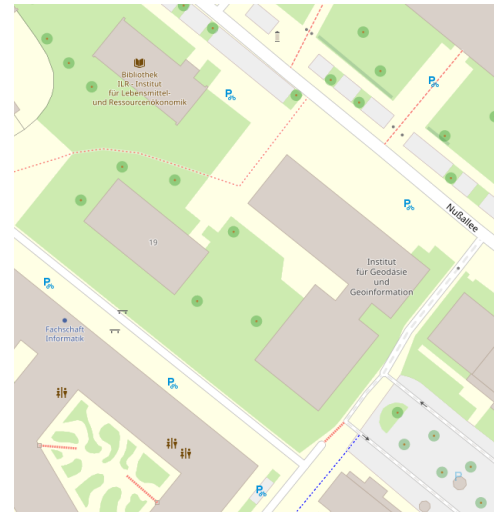 Bibliothek
ILR - Institut
für Lebensmittel-
und Ressourcenökonomik
P
P
P
Nußallee
19
Institut
für Geodäsie
und
Geoinformation
P
Fachschaft
Informatik
P
P